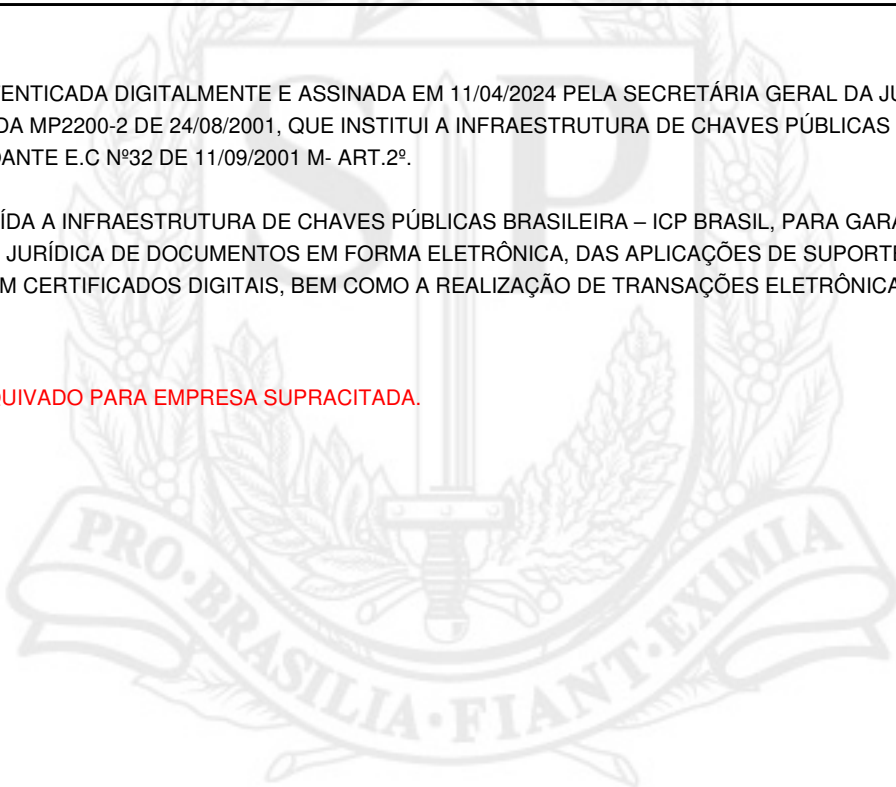 ENTICADA DIGITALMENTE E ASSINADA EM 11/04/2024 PELA SECRETÁRIA GERAL DA JU
DA MP2200-2 DE 24/08/2001, QUE INSTITUI A INFRAESTRUTURA DE CHAVES PÚBLICAS
DANTE E.C Nº32 DE 11/09/2001 M- ART.2º.
ÍDA A INFRAESTRUTURA DE CHAVES PÚBLICAS BRASILEIRA – ICP BRASIL, PARA GARA
JURÍDICA DE DOCUMENTOS EM FORMA ELETRÔNICA, DAS APLICAÇÕES DE SUPORTE
M CERTIFICADOS DIGITAIS, BEM COMO A REALIZAÇÃO DE TRANSAÇÕES ELETRÔNICA
UIVADO PARA EMPRESA SUPRACITADA.
SP
PRO·BRASILIA·FIANT·EXIMIA